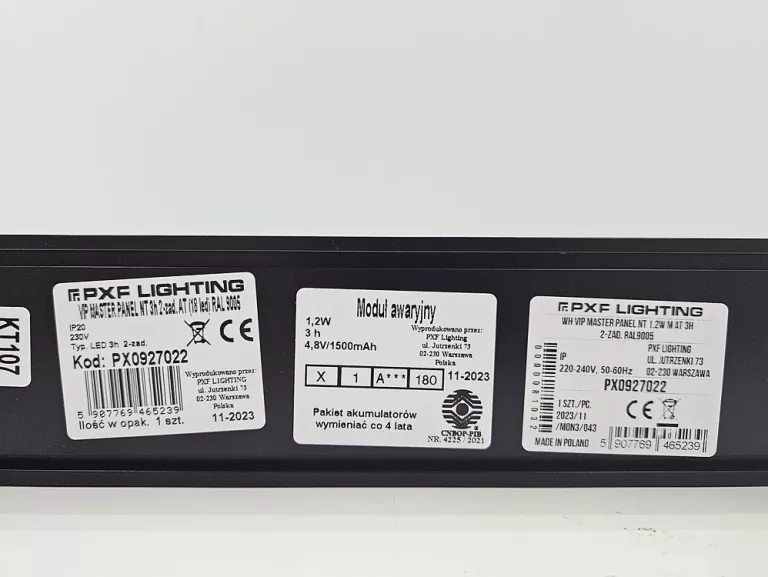 KT107
PXF LIGHTING
VIP MASTER PANEL NT 3h 2-zad. AT (18 led) RAL 9005
IP20
230V
Typ. LED 3h 2-zad.
CE
Kod: PX0927022
Wyprodukowano przez:
PXF LIGHTING
ul. Jutrzenki 73
02-230 Warszawa
Polska
5 907769 465239
Ilość w opak. 1 szt.
11-2023
Moduł awaryjny
1,2W
3 h
4,8V/1500mAh
Wyprodukowano przez:
PXF Lighting
ul. Jutrzenki 73
02-230 Warszawa
Polska
X 1 A*** 180
11-2023
Pakiet akumulatorów
wymieniać co 4 lata
CNBOP-PIB
NR. 4225 / 2021
PXF LIGHTING
WH VIP MASTER PANEL NT 1.2W M AT 3H
2-ZAD. RAL9005
IP
220-240V, 50-60Hz
PXF LIGHTING
UL. JUTRZENKI 73
02-230 WARSZAWA
PX0927022
0000081032
1 SZT./PC.
2023/11
/MON3/043
CE
MADE IN POLAND
5 907769 465239